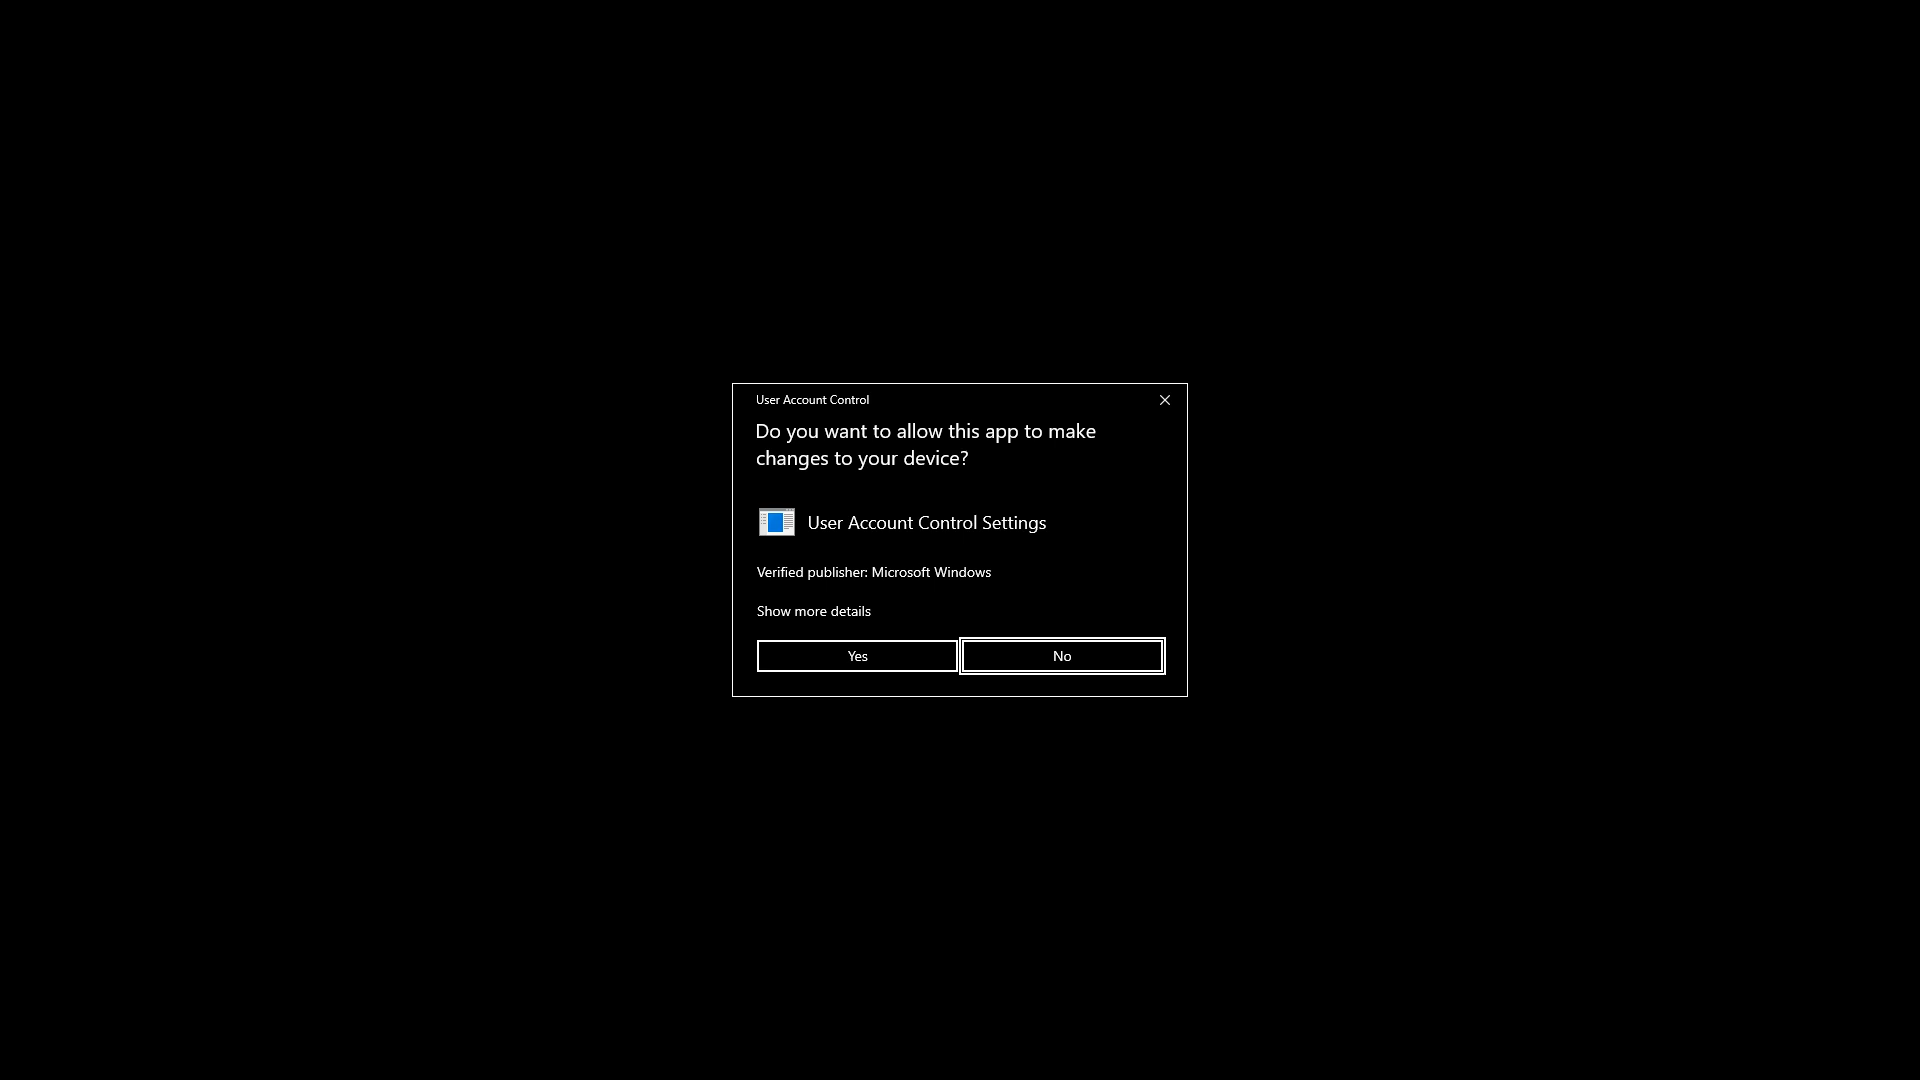 User Account Control
Do you want to allow this app to make
changes to your device?
User Account Control Settings
Verified publisher: Microsoft Windows
Show more details
Yes
No